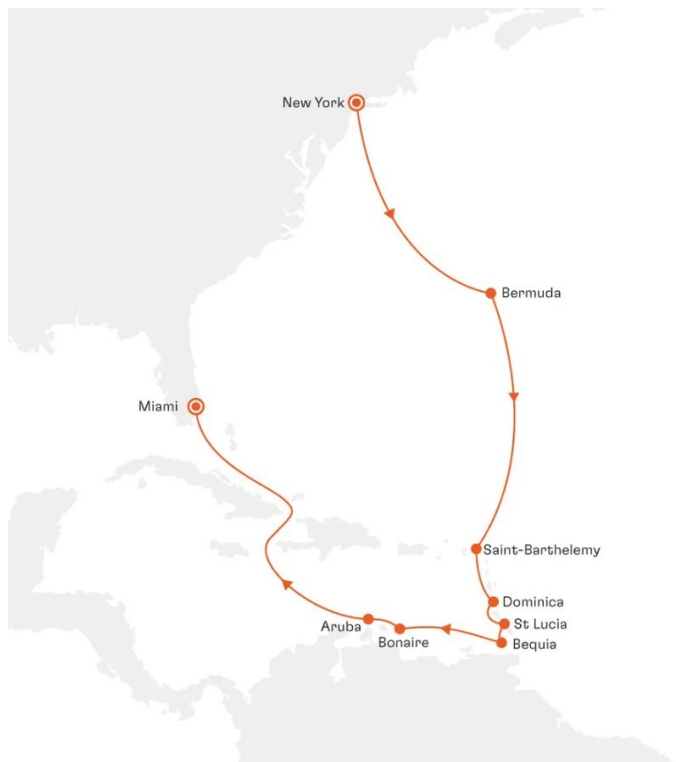 New York
Bermuda
Miami
Saint-Barthelemy
Dominica
St Lucia
Aruba
Bonaire
Bequia